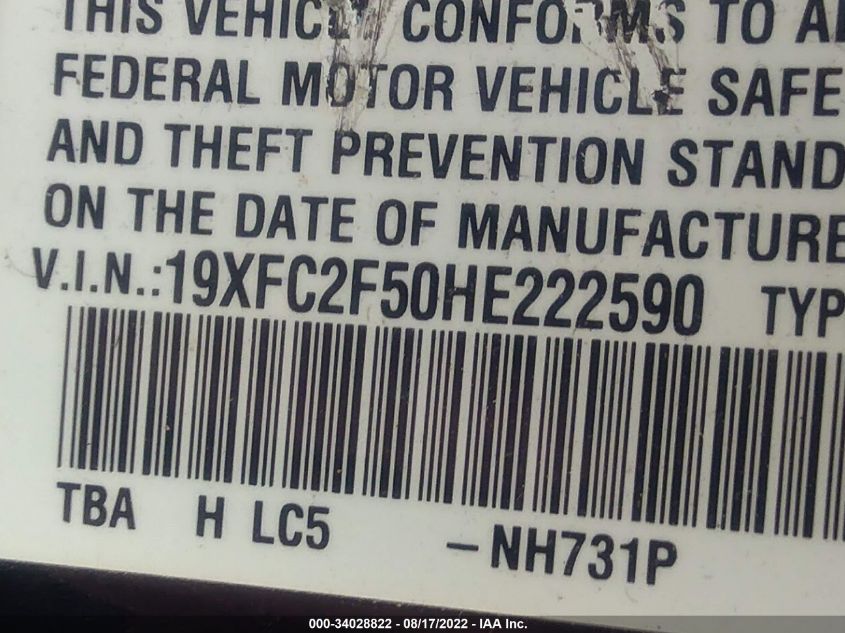 THIS VEHICLE CONFORMS TO
FEDERAL MOTOR VEHICLE SAFE
AND THEFT PREVENTION STAND
ON THE DATE OF MANUFACTURE
V.I.N.:19XFC2F50HE222590 TYP
TBA H LC5 -NH731P
000-34028822 - 08/17/2022 - IAA Inc.